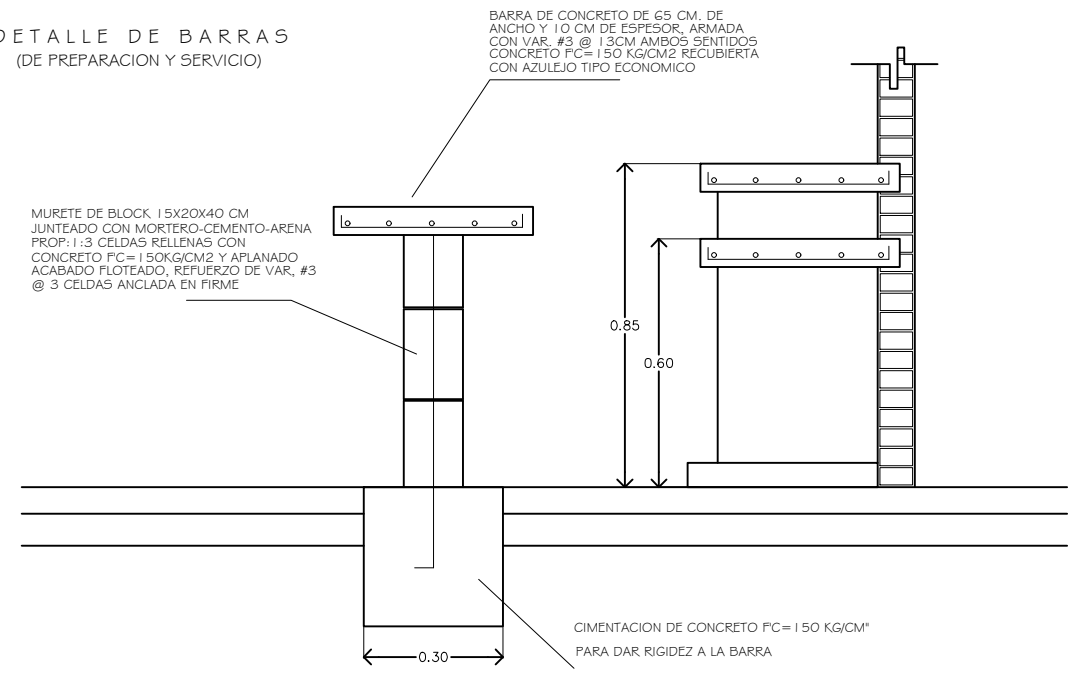 DETALLE DE BARRAS
(DE PREPARACION Y SERVICIO)
BARRA DE CONCRETO DE 65 CM. DE
ANCHO Y 10 CM DE ESPESOR, ARMADA
CON VAR. #3 @ 13CM AMBOS SENTIDOS
CONCRETO F'C=150 KG/CM2 RECUBIERTA
CON AZULEJO TIPO ECONOMICO
MURETE DE BLOCK 15X20X40 CM
JUNTEADO CON MORTERO-CEMENTO-ARENA
PROP:1:3 CELDAS RELLENAS CON
CONCRETO F'C=150KG/CM2 Y APLANADO
ACABADO FLOTEADO, REFUERZO DE VAR, #3
@ 3 CELDAS ANCLADA EN FIRME
0.85
0.60
CIMENTACION DE CONCRETO F'C=150 KG/CM"
PARA DAR RIGIDEZ A LA BARRA
0.30